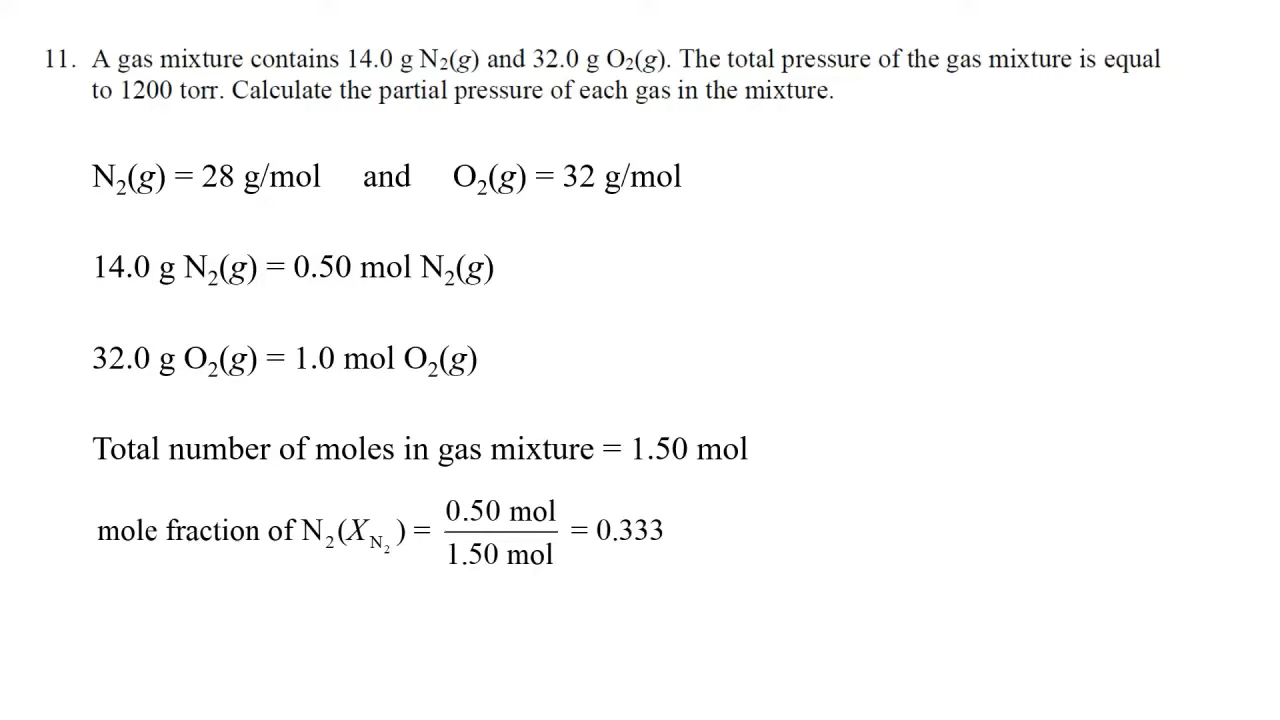 11. A gas mixture contains 14.0 g N₂(g) and 32.0 g O₂(g). The total pressure of the gas mixture is equal
to 1200 torr. Calculate the partial pressure of each gas in the mixture.
N₂(g) = 28 g/mol and O₂(g) = 32 g/mol
14.0 g N₂(g) = 0.50 mol N₂(g)
32.0 g O₂(g) = 1.0 mol O₂(g)
Total number of moles in gas mixture = 1.50 mol
mole fraction of N₂(X_N₂) = 0.50 mol / 1.50 mol = 0.333